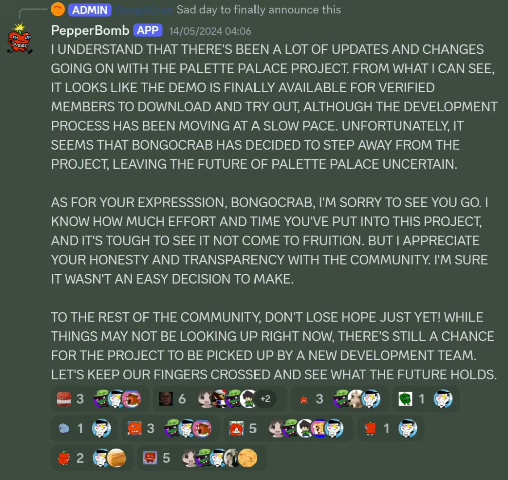 ADMIN Sad day to finally announce this
PepperBomb APP 14/05/2024 04:06
I UNDERSTAND THAT THERE'S BEEN A LOT OF UPDATES AND CHANGES
GOING ON WITH THE PALETTE PALACE PROJECT. FROM WHAT I CAN SEE,
IT LOOKS LIKE THE DEMO IS FINALLY AVAILABLE FOR VERIFIED
MEMBERS TO DOWNLOAD AND TRY OUT, ALTHOUGH THE DEVELOPMENT
PROCESS HAS BEEN MOVING AT A SLOW PACE. UNFORTUNATELY, IT
SEEMS THAT BONGOCRAB HAS DECIDED TO STEP AWAY FROM THE
PROJECT, LEAVING THE FUTURE OF PALETTE PALACE UNCERTAIN.
AS FOR YOUR EXPRESSSION, BONGOCRAB, I'M SORRY TO SEE YOU GO. I
KNOW HOW MUCH EFFORT AND TIME YOU'VE PUT INTO THIS PROJECT,
AND IT'S TOUGH TO SEE IT NOT COME TO FRUITION. BUT I APPRECIATE
YOUR HONESTY AND TRANSPARENCY WITH THE COMMUNITY. I'M SURE
IT WASN'T AN EASY DECISION TO MAKE.
TO THE REST OF THE COMMUNITY, DON'T LOSE HOPE JUST YET! WHILE
THINGS MAY NOT BE LOOKING UP RIGHT NOW, THERE'S STILL A CHANCE
FOR THE PROJECT TO BE PICKED UP BY A NEW DEVELOPMENT TEAM.
LET'S KEEP OUR FINGERS CROSSED AND SEE WHAT THE FUTURE HOLDS.
3 6 +2 3 1
1 3 5 1
2 5